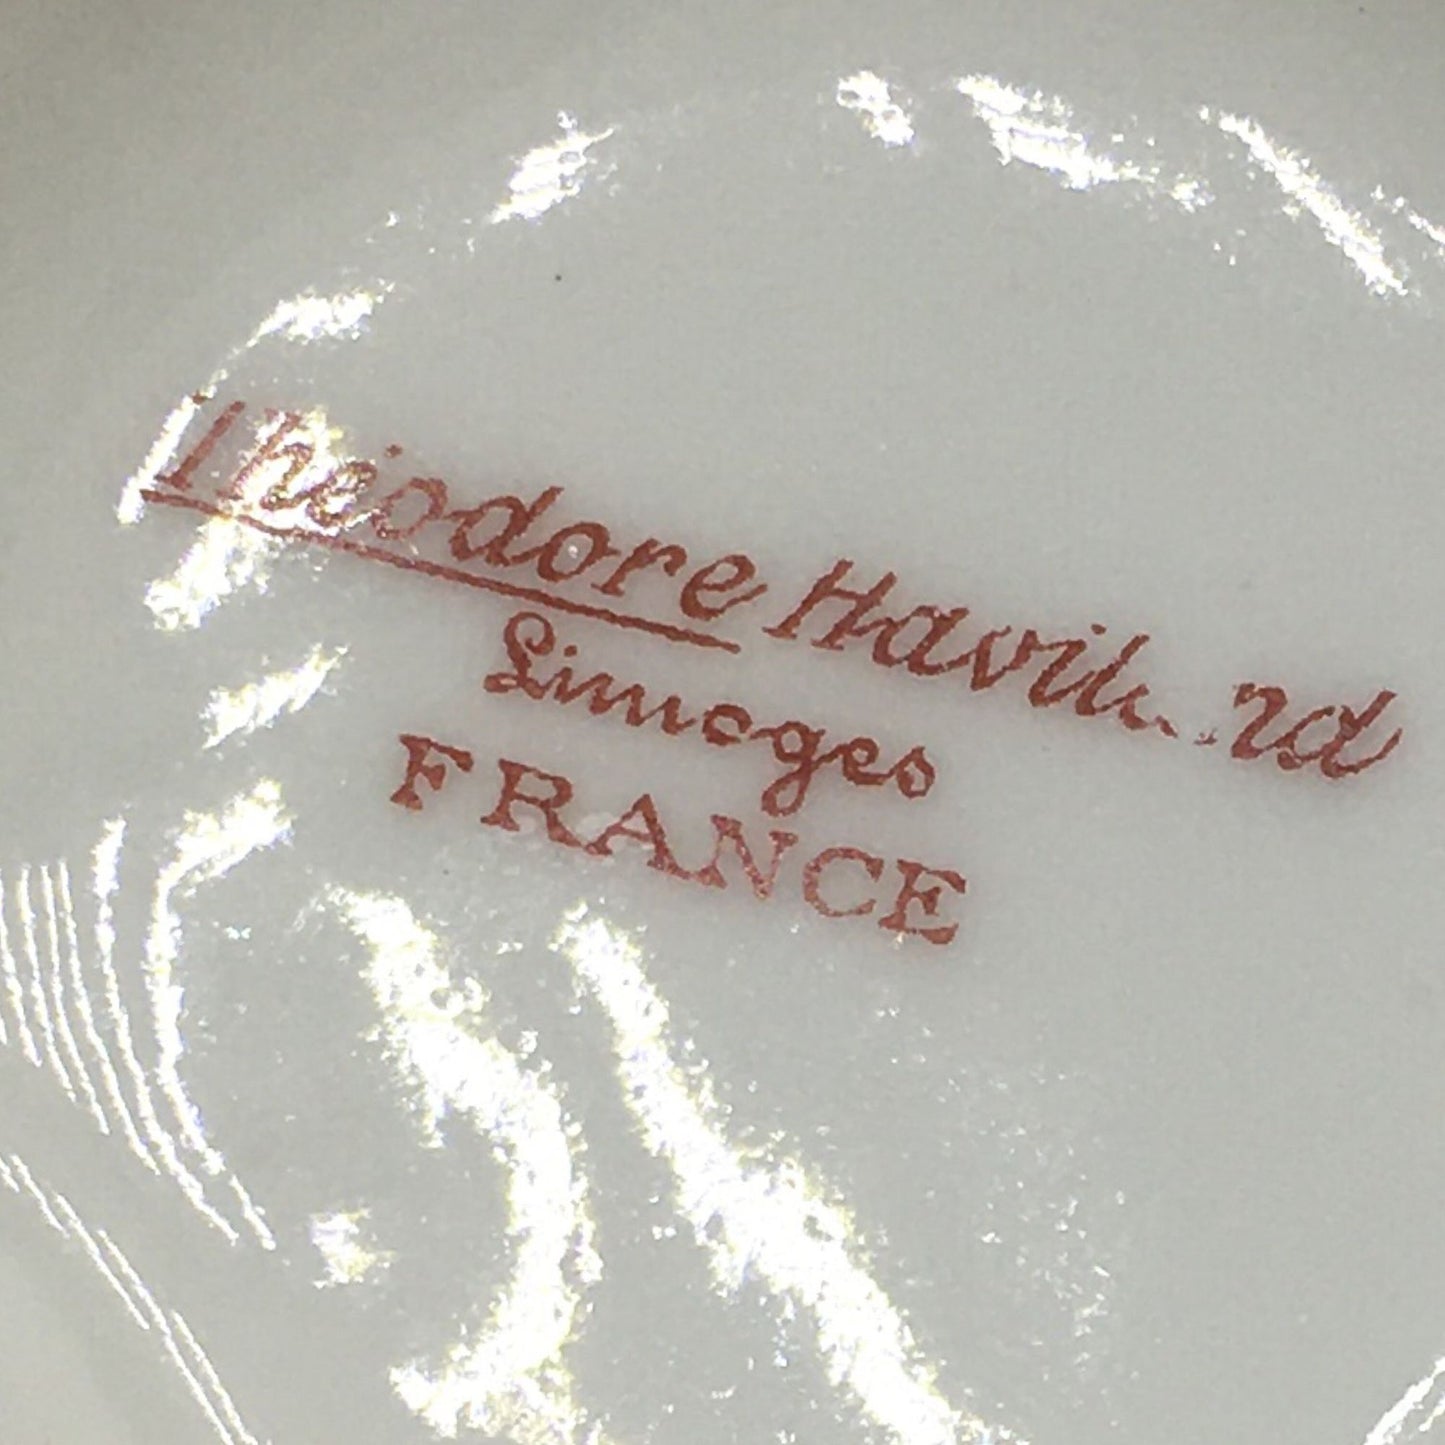 Theodore Haviland
Limoges
FRANCE